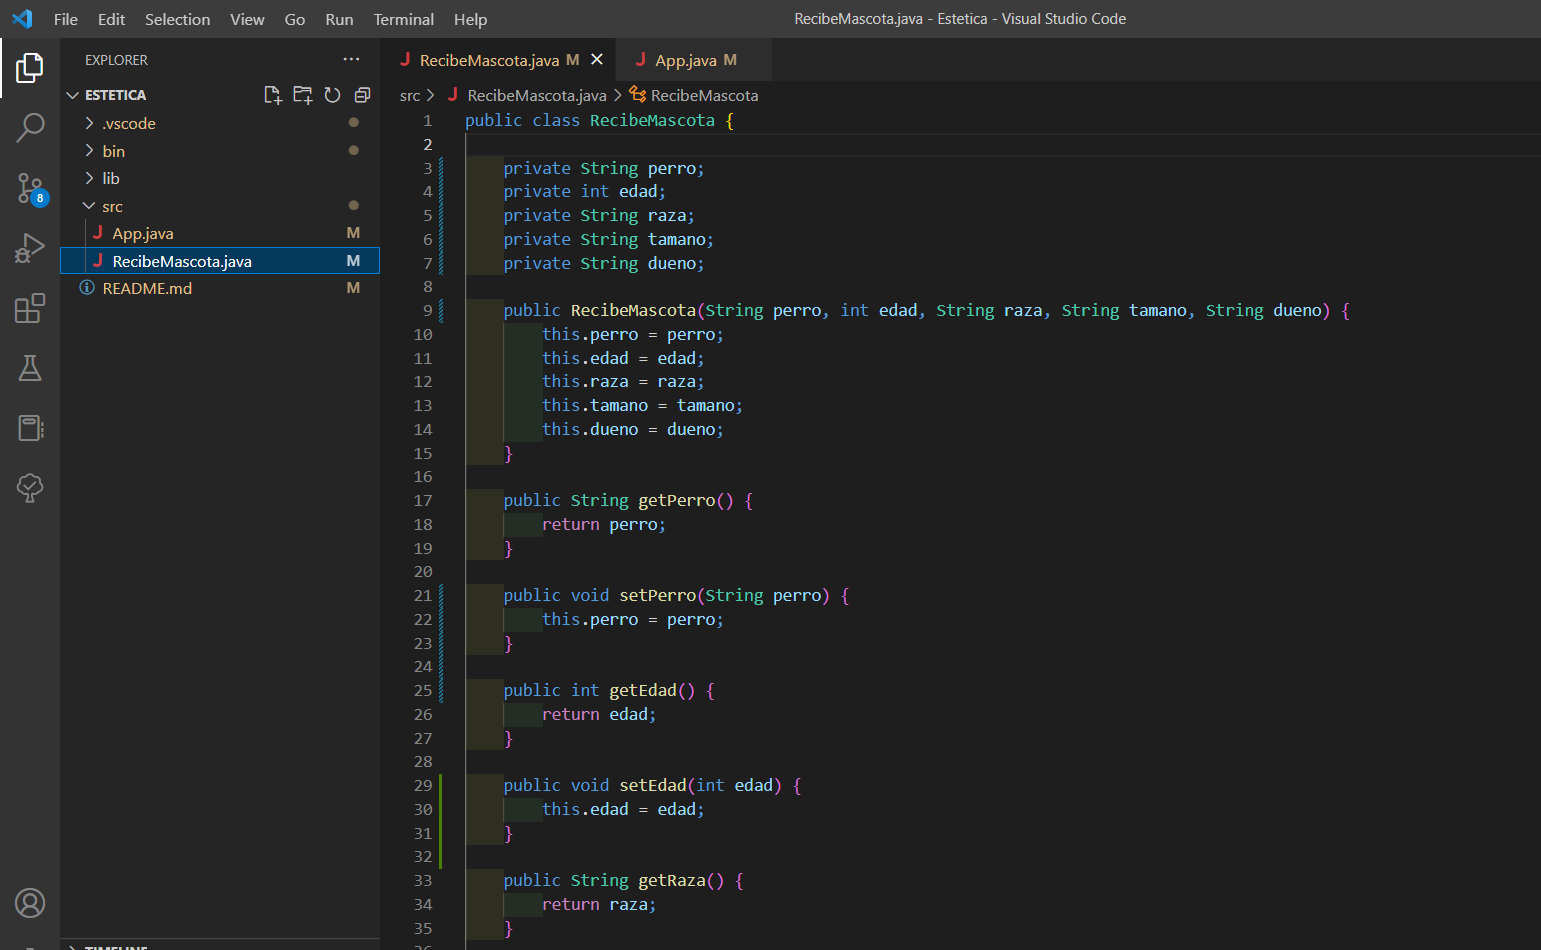 File Edit Selection View Go Run Terminal Help
RecibeMascota.java - Estetica - Visual Studio Code
EXPLORER
ESTETICA
.vscode
bin
lib
src
App.java M
RecibeMascota.java M
README.md M
8
RecibeMascota.java M
App.java M
src > RecibeMascota.java > RecibeMascota
1 public class RecibeMascota {
2
3     private String perro;
4     private int edad;
5     private String raza;
6     private String tamano;
7     private String dueno;
8
9     public RecibeMascota(String perro, int edad, String raza, String tamano, String dueno) {
10         this.perro = perro;
11         this.edad = edad;
12         this.raza = raza;
13         this.tamano = tamano;
14         this.dueno = dueno;
15     }
16
17     public String getPerro() {
18         return perro;
19     }
20
21     public void setPerro(String perro) {
22         this.perro = perro;
23     }
24
25     public int getEdad() {
26         return edad;
27     }
28
29     public void setEdad(int edad) {
30         this.edad = edad;
31     }
32
33     public String getRaza() {
34         return raza;
35     }
TIMELINE